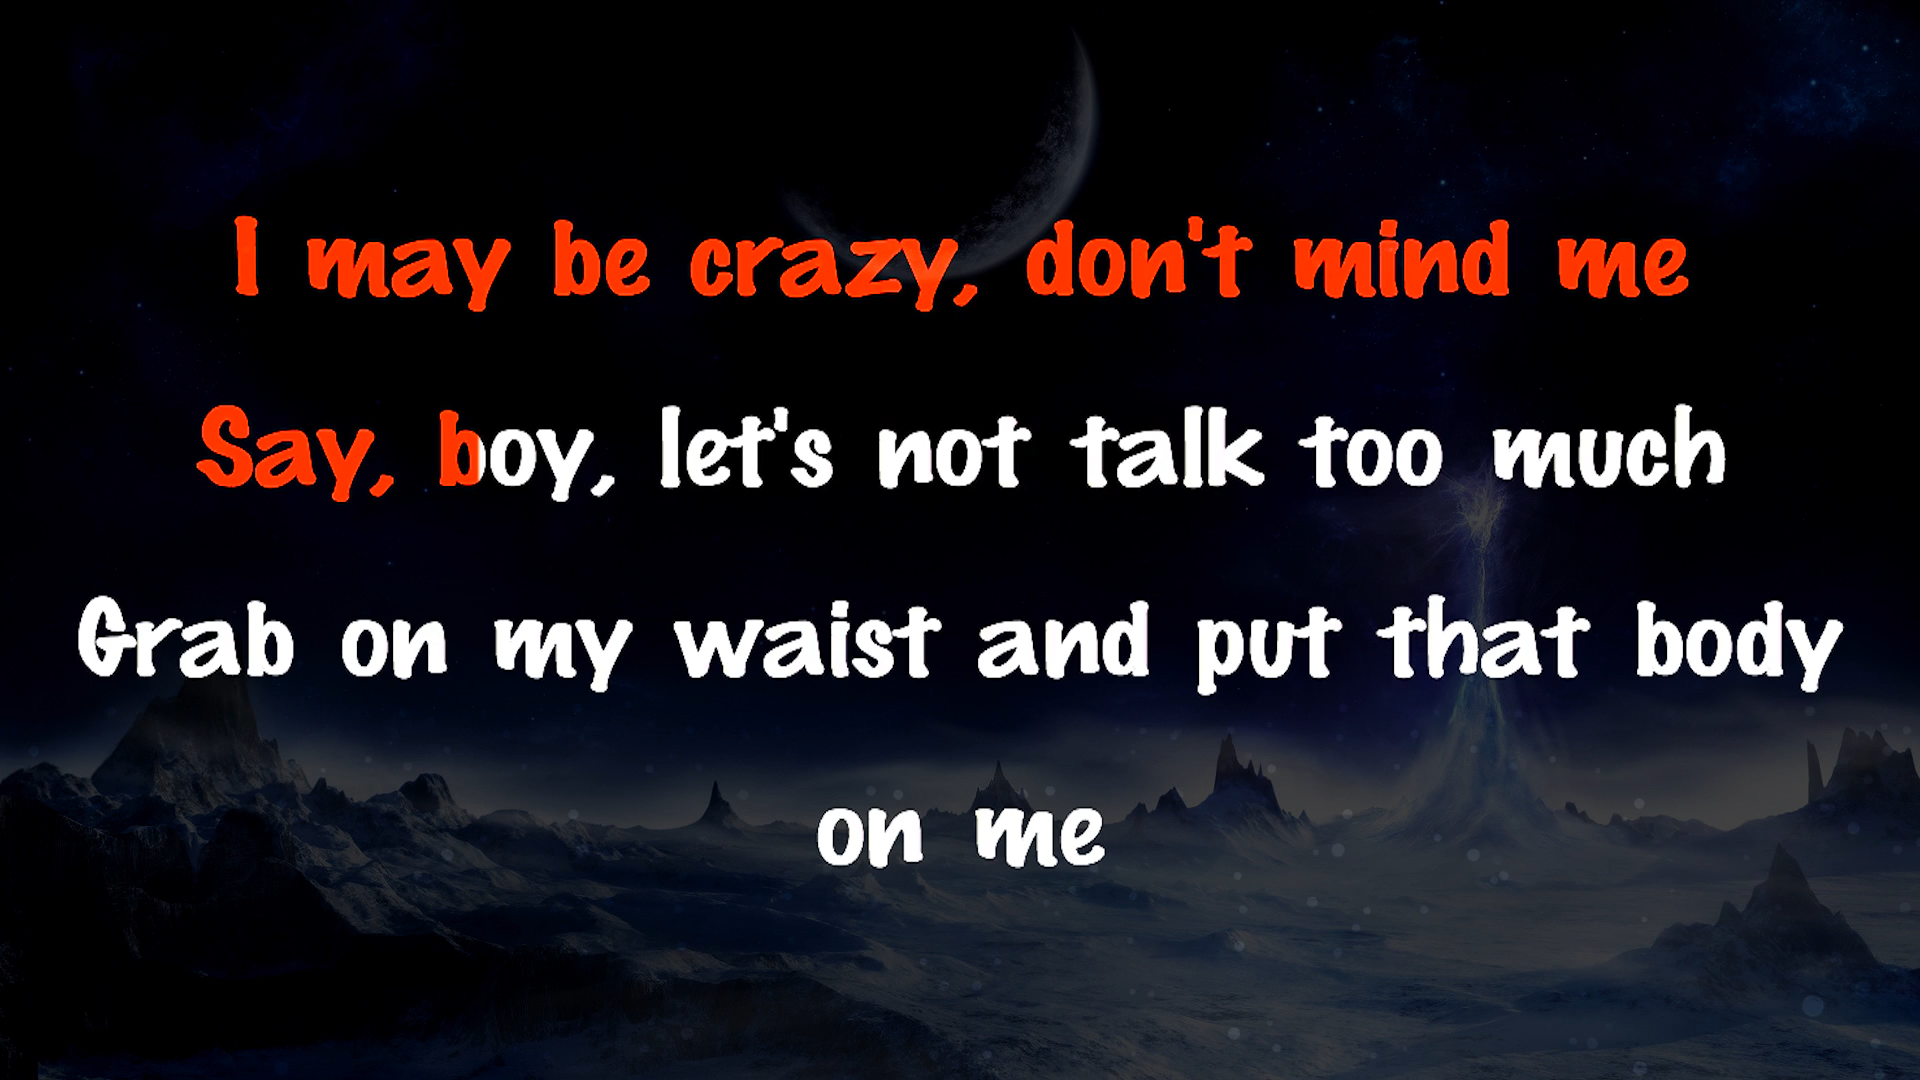 I may be crazy, don't mind me
Say, boy, let's not talk too much
Grab on my waist and put that body
on me